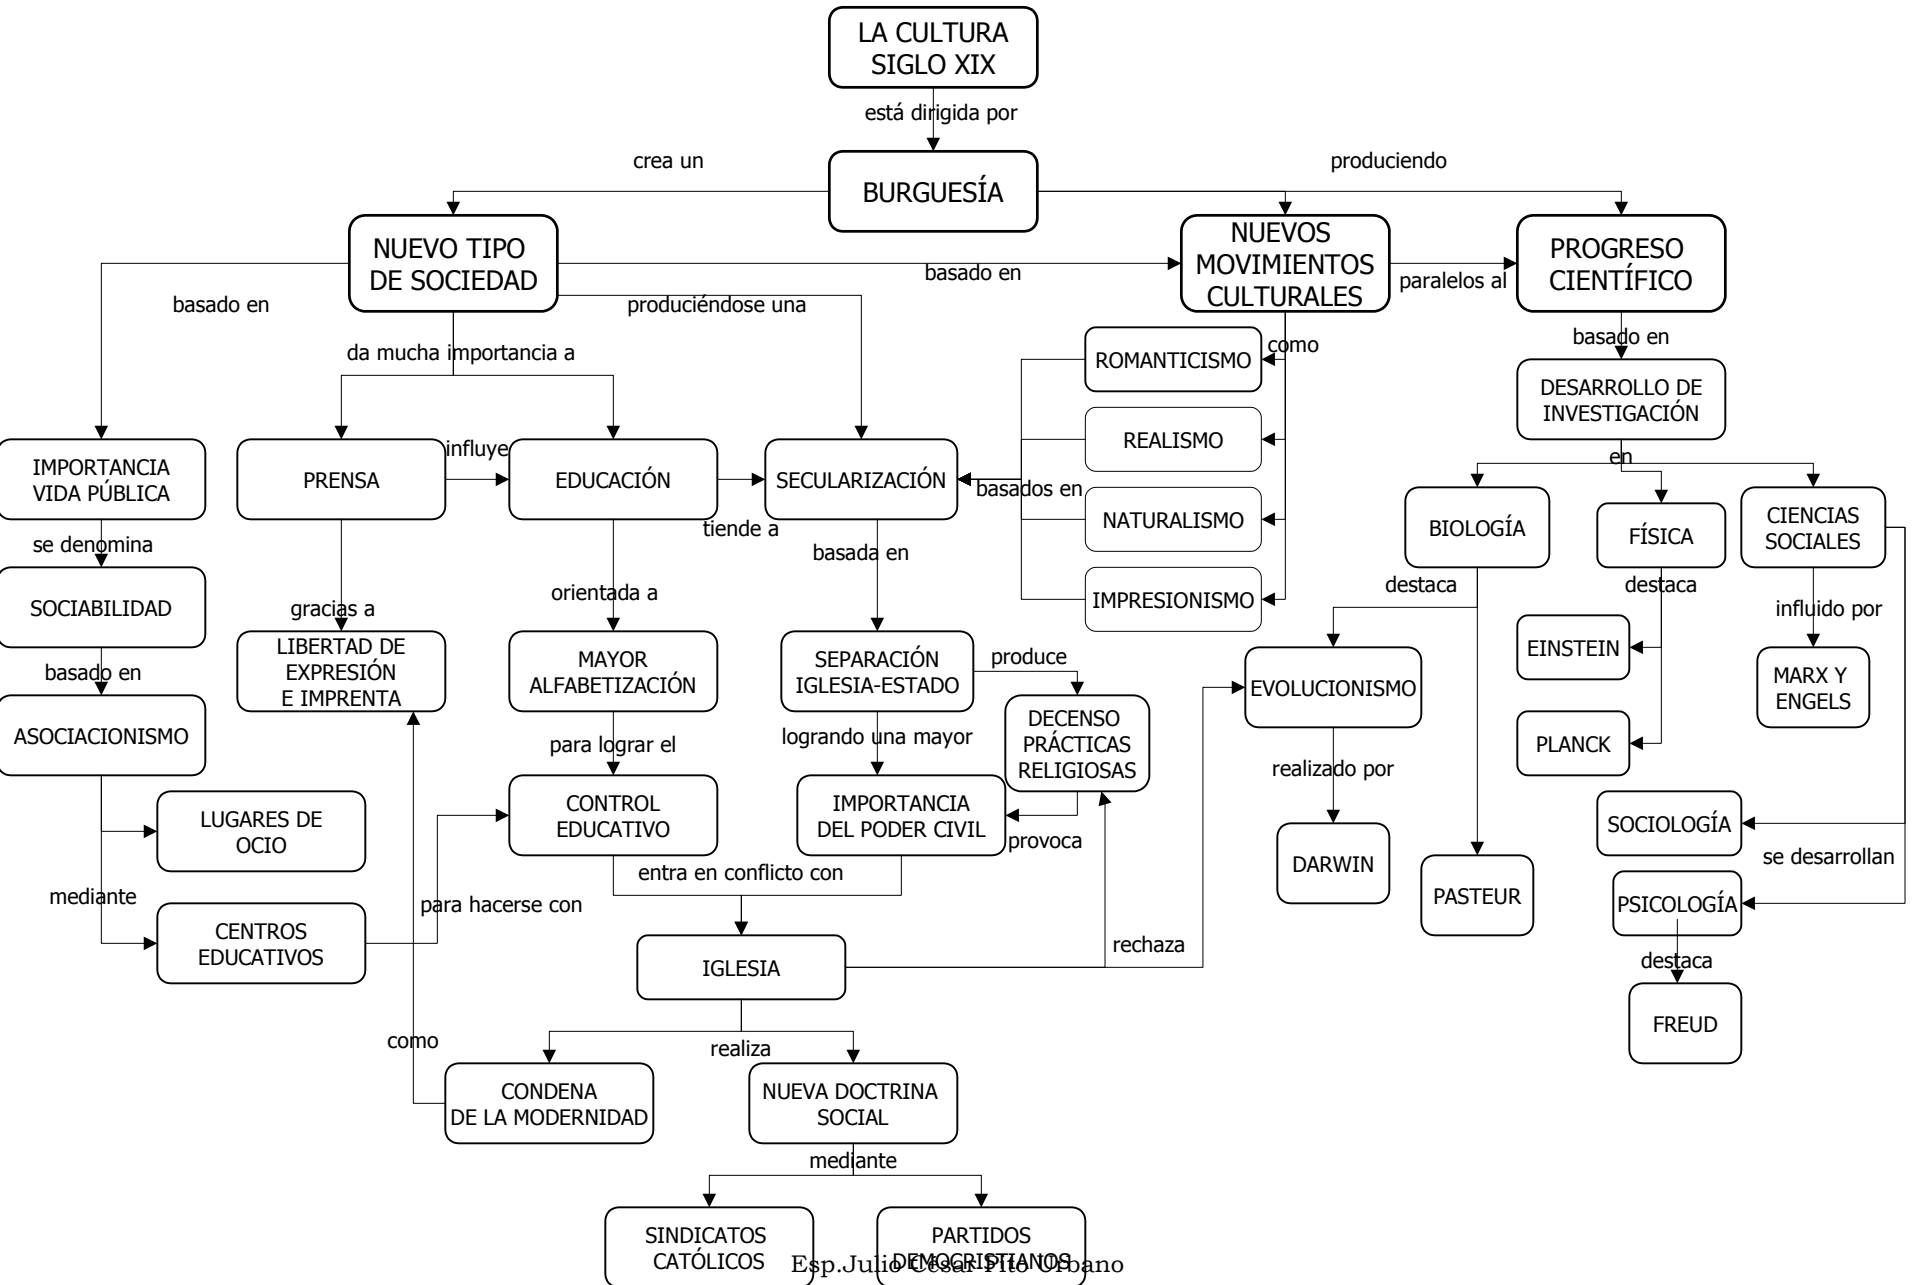 LA CULTURA
SIGLO XIX
está dirigida por
crea un
BURGUESÍA
produciendo
NUEVO TIPO
DE SOCIEDAD
NUEVOS
MOVIMIENTOS
CULTURALES
PROGRESO
CIENTÍFICO
basado en
paralelos al
basado en
produciéndose una
da mucha importancia a
como
basado en
ROMANTICISMO
REALISMO
NATURALISMO
IMPRESIONISMO
DESARROLLO DE
INVESTIGACIÓN
en
IMPORTANCIA
VIDA PÚBLICA
PRENSA
influye
EDUCACIÓN
tiende a
SECULARIZACIÓN
basados en
BIOLOGÍA
FÍSICA
CIENCIAS
SOCIALES
se denomina
basada en
destaca
destaca
influido por
SOCIABILIDAD
gracias a
orientada a
LIBERTAD DE
EXPRESIÓN
E IMPRENTA
MAYOR
ALFABETIZACIÓN
SEPARACIÓN
IGLESIA-ESTADO
produce
EVOLUCIONISMO
EINSTEIN
MARX Y
ENGELS
basado en
ASOCIACIONISMO
para lograr el
logrando una mayor
DECENSO
PRÁCTICAS
RELIGIOSAS
PLANCK
realizado por
LUGARES DE
OCIO
CONTROL
EDUCATIVO
IMPORTANCIA
DEL PODER CIVIL
provoca
SOCIOLOGÍA
se desarrollan
DARWIN
PASTEUR
entra en conflicto con
mediante
para hacerse con
PSICOLOGÍA
CENTROS
EDUCATIVOS
IGLESIA
rechaza
destaca
FREUD
como
realiza
CONDENA
DE LA MODERNIDAD
NUEVA DOCTRINA
SOCIAL
mediante
SINDICATOS
CATÓLICOS
PARTIDOS
DEMOCRISTIANOS
Esp.Julio César Pito Urbano